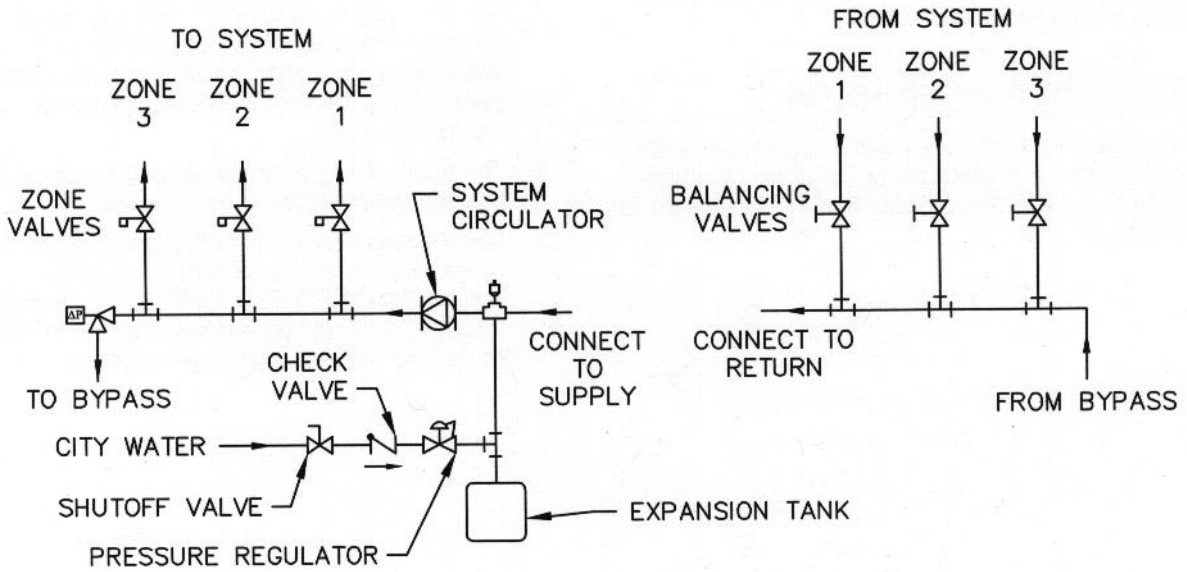 TO SYSTEM
ZONE
3
ZONE
2
ZONE
1
ZONE
VALVES
SYSTEM
CIRCULATOR
ΔP
TO BYPASS
CHECK
VALVE
CONNECT
TO
SUPPLY
CITY WATER
SHUTOFF VALVE
PRESSURE REGULATOR
EXPANSION TANK
FROM SYSTEM
ZONE
1
ZONE
2
ZONE
3
BALANCING
VALVES
CONNECT TO
RETURN
FROM BYPASS